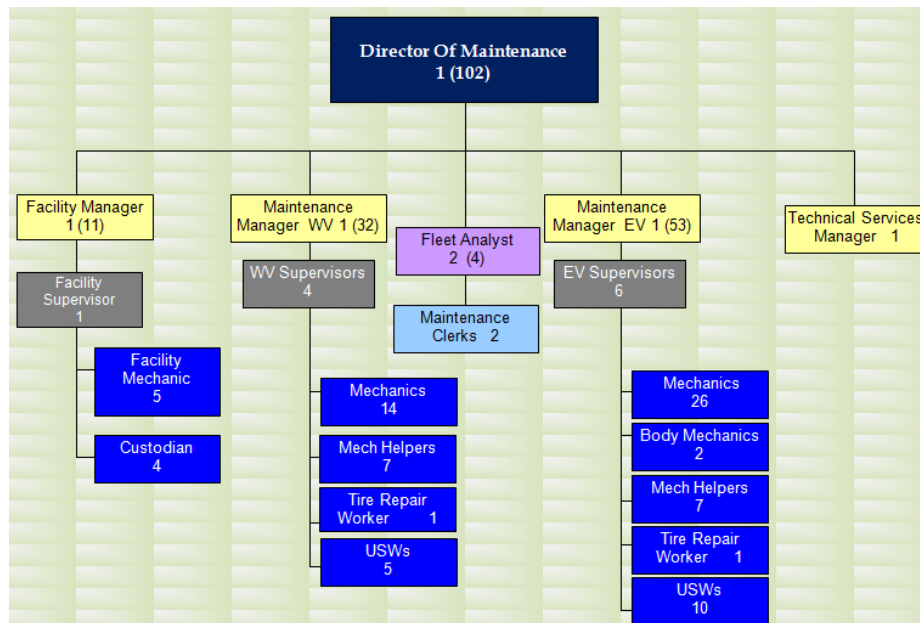 Director Of Maintenance
1 (102)
Facility Manager
1 (11)
Maintenance
Manager WV 1 (32)
Fleet Analyst
2 (4)
Maintenance
Manager EV 1 (53)
Technical Services
Manager 1
Facility
Supervisor
1
WV Supervisors
4
EV Supervisors
6
Maintenance
Clerks 2
Facility
Mechanic
5
Custodian
4
Mechanics
14
Mech Helpers
7
Tire Repair
Worker 1
USWs
5
Mechanics
26
Body Mechanics
2
Mech Helpers
7
Tire Repair
Worker 1
USWs
10